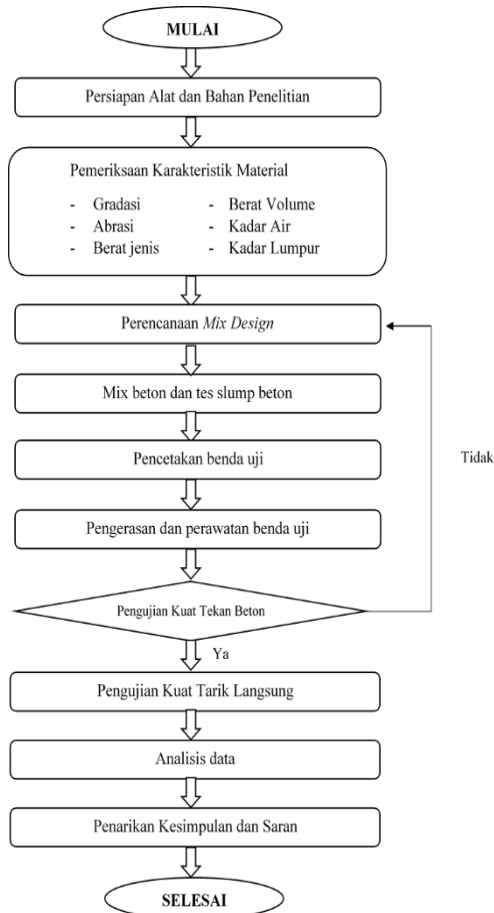 MULAI
Persiapan Alat dan Bahan Penelitian
Pemeriksaan Karakteristik Material
- Gradasi - Berat Volume
- Abrasi - Kadar Air
- Berat jenis - Kadar Lumpur
Perencanaan Mix Design
Mix beton dan tes slump beton
Pencetakan benda uji
Tidak
Pengerasan dan perawatan benda uji
Pengujian Kuat Tekan Beton
Ya
Pengujian Kuat Tarik Langsung
Analisis data
Penarikan Kesimpulan dan Saran
SELESAI